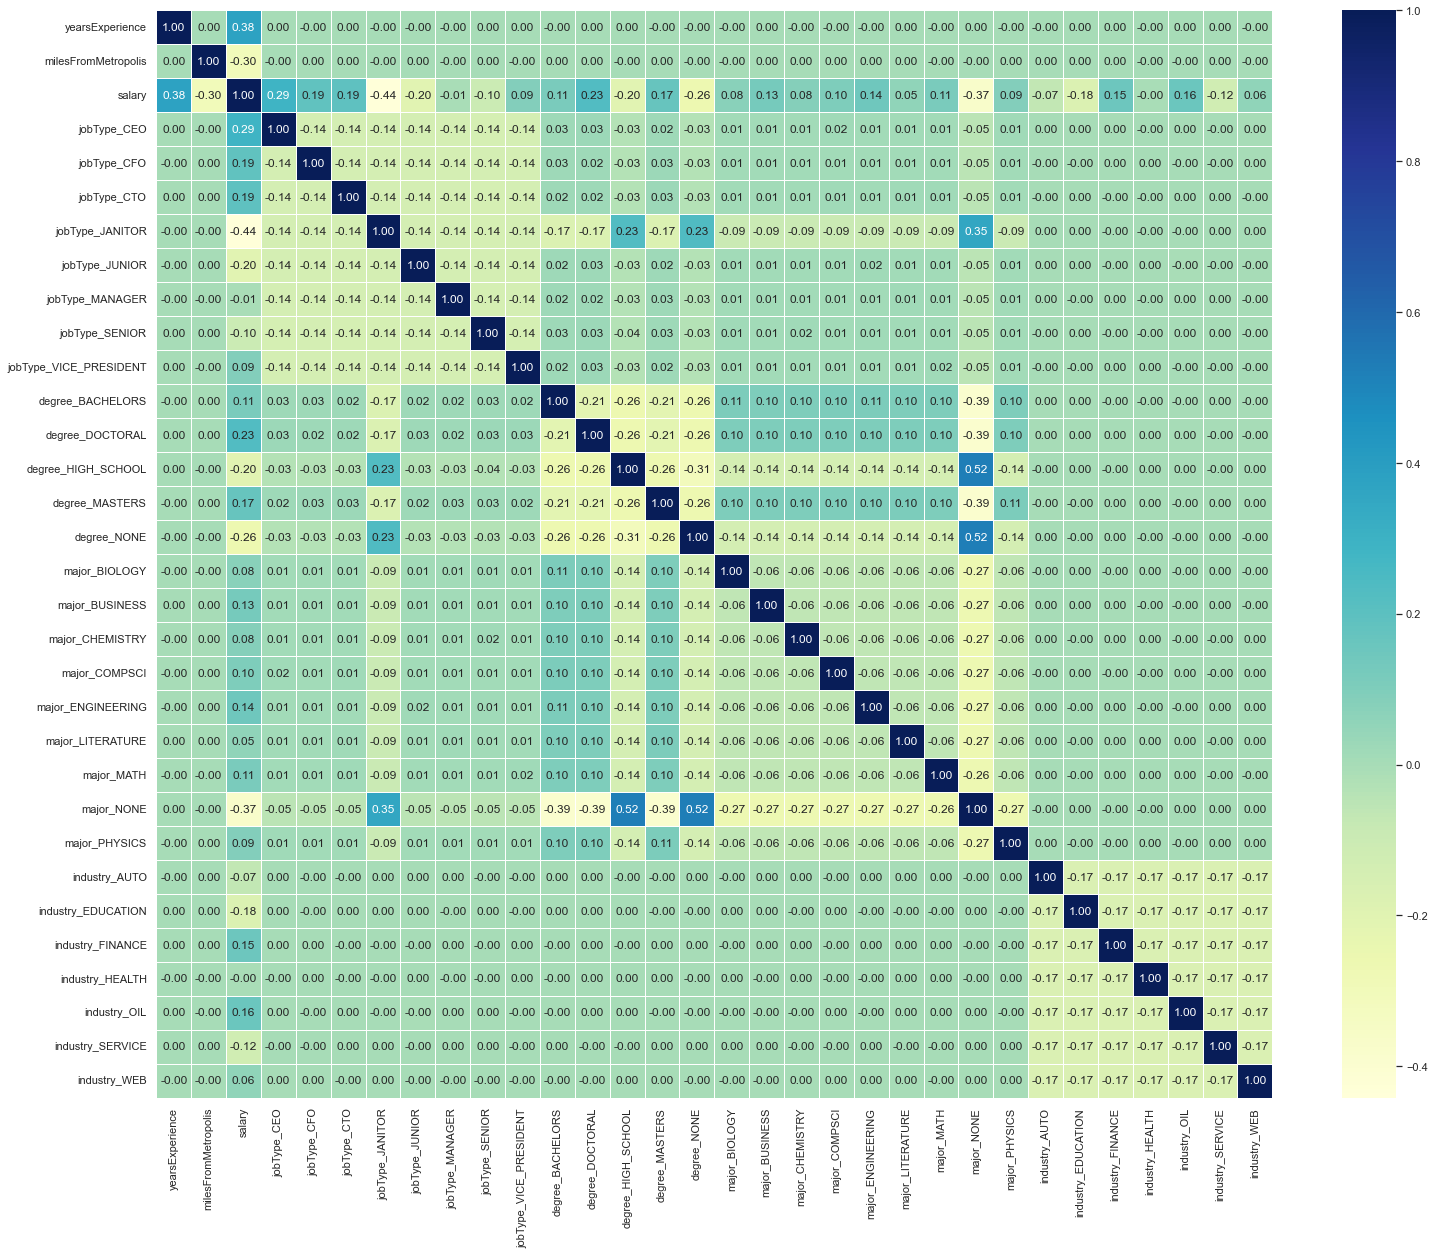 yearsExperience 1.00 0.00 0.38 0.00 -0.00 0.00 -0.00 -0.00 -0.00 0.00 0.00 -0.00 0.00 0.00 -0.00 -0.00 -0.00 0.00 -0.00 -0.00 -0.00 0.00 -0.00 0.00 -0.00 -0.00 0.00 0.00 -0.00 0.00 0.00 -0.00 1.0
milesFromMetropolis 0.00 1.00 -0.30 -0.00 0.00 0.00 -0.00 0.00 -0.00 -0.00 -0.00 0.00 0.00 0.00 0.00 -0.00 -0.00 0.00 0.00 0.00 0.00 0.00 -0.00 -0.00 0.00 0.00 0.00 0.00 -0.00 0.00 0.00 -0.00
salary 0.38 -0.30 1.00 0.29 0.19 0.19 -0.44 -0.20 -0.01 -0.10 0.09 0.11 0.23 -0.20 0.17 -0.26 0.08 0.13 0.08 0.10 0.14 0.05 0.11 -0.37 0.09 -0.07 -0.18 0.15 -0.00 0.16 -0.12 0.06
jobType_CEO 0.00 -0.00 0.29 1.00 -0.14 -0.14 -0.14 -0.14 -0.14 -0.14 -0.14 0.03 0.03 -0.03 0.02 -0.03 0.01 0.01 0.01 0.02 0.01 0.01 0.01 -0.05 0.01 0.00 0.00 0.00 0.00 0.00 -0.00 0.00
jobType_CFO -0.00 0.00 0.19 -0.14 1.00 -0.14 -0.14 -0.14 -0.14 -0.14 -0.14 0.03 0.02 -0.03 0.03 -0.03 0.01 0.01 0.01 0.01 0.01 0.01 0.01 -0.05 0.01 -0.00 -0.00 0.00 0.00 -0.00 -0.00 0.00
jobType_CTO 0.00 0.00 0.19 -0.14 -0.14 1.00 -0.14 -0.14 -0.14 -0.14 -0.14 0.02 0.02 -0.03 0.03 -0.03 0.01 0.01 0.01 0.01 0.01 0.01 0.01 -0.05 0.01 -0.00 -0.00 0.00 0.00 0.00 -0.00 0.00 0.8
jobType_JANITOR -0.00 -0.00 -0.44 -0.14 -0.14 -0.14 1.00 -0.14 -0.14 -0.14 -0.14 -0.17 -0.17 0.23 -0.17 0.23 -0.09 -0.09 -0.09 -0.09 -0.09 -0.09 -0.09 0.35 -0.09 0.00 0.00 -0.00 -0.00 -0.00 0.00 0.00
jobType_JUNIOR -0.00 0.00 -0.20 -0.14 -0.14 -0.14 -0.14 1.00 -0.14 -0.14 -0.14 0.02 0.03 -0.03 0.02 -0.03 0.01 0.01 0.01 0.01 0.02 0.01 0.01 -0.05 0.01 0.00 0.00 -0.00 -0.00 0.00 0.00 -0.00
jobType_MANAGER -0.00 -0.00 -0.01 -0.14 -0.14 -0.14 -0.14 -0.14 1.00 -0.14 -0.14 0.02 0.02 -0.03 0.03 -0.03 0.01 0.01 0.01 0.01 0.01 0.01 0.01 -0.05 0.01 0.00 -0.00 0.00 -0.00 0.00 0.00 -0.00
jobType_SENIOR 0.00 -0.00 -0.10 -0.14 -0.14 -0.14 -0.14 -0.14 -0.14 1.00 -0.14 0.03 0.03 -0.04 0.03 -0.03 0.01 0.01 0.02 0.01 0.01 0.01 0.01 -0.05 0.01 -0.00 -0.00 0.00 0.00 -0.00 0.00 0.00 0.6
jobType_VICE_PRESIDENT 0.00 -0.00 0.09 -0.14 -0.14 -0.14 -0.14 -0.14 -0.14 -0.14 1.00 0.02 0.03 -0.03 0.02 -0.03 0.01 0.01 0.01 0.01 0.01 0.01 0.02 -0.05 0.01 -0.00 0.00 -0.00 0.00 0.00 0.00 -0.00
degree_BACHELORS -0.00 0.00 0.11 0.03 0.03 0.02 -0.17 0.02 0.02 0.03 0.02 1.00 -0.21 -0.26 -0.21 -0.26 0.11 0.10 0.10 0.10 0.11 0.10 0.10 -0.39 0.10 0.00 0.00 -0.00 0.00 -0.00 0.00 -0.00
degree_DOCTORAL 0.00 0.00 0.23 0.03 0.02 0.02 -0.17 0.03 0.02 0.03 0.03 -0.21 1.00 -0.26 -0.21 -0.26 0.10 0.10 0.10 0.10 0.10 0.10 0.10 -0.39 0.10 0.00 0.00 -0.00 0.00 0.00 -0.00 0.00
degree_HIGH_SCHOOL 0.00 0.00 -0.20 -0.03 -0.03 -0.03 0.23 -0.03 -0.03 -0.04 -0.03 -0.26 -0.26 1.00 -0.26 -0.31 -0.14 -0.14 -0.14 -0.14 -0.14 -0.14 -0.14 0.52 -0.14 -0.00 0.00 -0.00 0.00 0.00 -0.00 0.00 0.4
degree_MASTERS -0.00 0.00 0.17 0.02 0.03 0.03 -0.17 0.02 0.03 0.03 0.02 -0.21 -0.21 -0.26 1.00 -0.26 0.10 0.10 0.10 0.10 0.10 0.10 0.10 -0.39 0.11 -0.00 -0.00 0.00 0.00 -0.00 0.00 0.00
degree_NONE -0.00 -0.00 -0.26 -0.03 -0.03 -0.03 0.23 -0.03 -0.03 -0.03 -0.03 -0.26 -0.26 -0.31 -0.26 1.00 -0.14 -0.14 -0.14 -0.14 -0.14 -0.14 -0.14 0.52 -0.14 0.00 -0.00 0.00 -0.00 0.00 0.00 -0.00
major_BIOLOGY -0.00 -0.00 0.08 0.01 0.01 0.01 -0.09 0.01 0.01 0.01 0.01 0.11 0.10 -0.14 0.10 -0.14 1.00 -0.06 -0.06 -0.06 -0.06 -0.06 -0.06 -0.27 -0.06 -0.00 0.00 -0.00 0.00 -0.00 0.00 -0.00
major_BUSINESS 0.00 0.00 0.13 0.01 0.01 0.01 -0.09 0.01 0.01 0.01 0.01 0.10 0.10 -0.14 0.10 -0.14 -0.06 1.00 -0.06 -0.06 -0.06 -0.06 -0.06 -0.27 -0.06 0.00 0.00 -0.00 0.00 -0.00 0.00 -0.00
major_CHEMISTRY -0.00 0.00 0.08 0.01 0.01 0.01 -0.09 0.01 0.01 0.02 0.01 0.10 0.10 -0.14 0.10 -0.14 -0.06 -0.06 1.00 -0.06 -0.06 -0.06 -0.06 -0.27 -0.06 0.00 0.00 -0.00 -0.00 -0.00 -0.00 0.00 0.2
major_COMPSCI -0.00 0.00 0.10 0.02 0.01 0.01 -0.09 0.01 0.01 0.01 0.01 0.10 0.10 -0.14 0.10 -0.14 -0.06 -0.06 -0.06 1.00 -0.06 -0.06 -0.06 -0.27 -0.06 -0.00 -0.00 0.00 0.00 -0.00 -0.00 0.00
major_ENGINEERING -0.00 0.00 0.14 0.01 0.01 0.01 -0.09 0.02 0.01 0.01 0.01 0.11 0.10 -0.14 0.10 -0.14 -0.06 -0.06 -0.06 -0.06 1.00 -0.06 -0.06 -0.27 -0.06 -0.00 -0.00 0.00 0.00 -0.00 0.00 0.00
major_LITERATURE 0.00 0.00 0.05 0.01 0.01 0.01 -0.09 0.01 0.01 0.01 0.01 0.10 0.10 -0.14 0.10 -0.14 -0.06 -0.06 -0.06 -0.06 -0.06 1.00 -0.06 -0.27 -0.06 0.00 0.00 -0.00 -0.00 0.00 0.00 -0.00
major_MATH -0.00 -0.00 0.11 0.01 0.01 0.01 -0.09 0.01 0.01 0.01 0.02 0.10 0.10 -0.14 0.10 -0.14 -0.06 -0.06 -0.06 -0.06 -0.06 -0.06 1.00 -0.26 -0.06 0.00 -0.00 -0.00 -0.00 0.00 -0.00 0.00 0.0
major_NONE 0.00 -0.00 -0.37 -0.05 -0.05 -0.05 0.35 -0.05 -0.05 -0.05 -0.05 -0.39 -0.39 0.52 -0.39 0.52 -0.27 -0.27 -0.27 -0.27 -0.27 -0.27 -0.26 1.00 -0.27 -0.00 -0.00 0.00 -0.00 0.00 0.00 -0.00
major_PHYSICS -0.00 0.00 0.09 0.01 0.01 0.01 -0.09 0.01 0.01 0.01 0.01 0.10 0.10 -0.14 0.11 -0.14 -0.06 -0.06 -0.06 -0.06 -0.06 -0.06 -0.06 -0.27 1.00 0.00 -0.00 0.00 -0.00 -0.00 0.00 0.00
industry_AUTO -0.00 0.00 -0.07 0.00 -0.00 -0.00 0.00 0.00 0.00 -0.00 -0.00 0.00 0.00 -0.00 -0.00 0.00 -0.00 0.00 0.00 -0.00 -0.00 0.00 0.00 -0.00 0.00 1.00 -0.17 -0.17 -0.17 -0.17 -0.17 -0.17
industry_EDUCATION 0.00 0.00 -0.18 0.00 -0.00 -0.00 0.00 0.00 -0.00 -0.00 0.00 0.00 0.00 0.00 -0.00 -0.00 0.00 0.00 0.00 -0.00 -0.00 0.00 -0.00 -0.00 -0.00 -0.17 1.00 -0.17 -0.17 -0.17 -0.17 -0.17 −0.2
industry_FINANCE 0.00 0.00 0.15 0.00 0.00 0.00 -0.00 -0.00 0.00 0.00 -0.00 -0.00 -0.00 -0.00 0.00 0.00 -0.00 -0.00 -0.00 0.00 0.00 -0.00 -0.00 0.00 0.00 -0.17 -0.17 1.00 -0.17 -0.17 -0.17 -0.17
industry_HEALTH -0.00 -0.00 -0.00 0.00 0.00 0.00 -0.00 -0.00 -0.00 0.00 0.00 0.00 0.00 0.00 0.00 -0.00 0.00 0.00 -0.00 0.00 0.00 -0.00 -0.00 -0.00 -0.00 -0.17 -0.17 -0.17 1.00 -0.17 -0.17 -0.17
industry_OIL 0.00 0.00 0.16 0.00 -0.00 0.00 -0.00 0.00 0.00 -0.00 0.00 -0.00 0.00 0.00 -0.00 0.00 -0.00 -0.00 -0.00 -0.00 -0.00 0.00 0.00 0.00 -0.00 -0.17 -0.17 -0.17 -0.17 1.00 -0.17 -0.17
industry_SERVICE 0.00 0.00 -0.12 -0.00 -0.00 -0.00 0.00 0.00 0.00 0.00 0.00 0.00 -0.00 -0.00 0.00 0.00 0.00 0.00 -0.00 -0.00 0.00 0.00 -0.00 0.00 0.00 -0.17 -0.17 -0.17 -0.17 -0.17 1.00 -0.17
industry_WEB -0.00 -0.00 0.06 0.00 0.00 0.00 0.00 -0.00 -0.00 0.00 -0.00 -0.00 0.00 0.00 0.00 -0.00 -0.00 -0.00 0.00 0.00 0.00 -0.00 0.00 -0.00 0.00 -0.17 -0.17 -0.17 -0.17 -0.17 -0.17 1.00 −0.4
yearsExperience
milesFromMetropolis
salary
jobType_CEO
jobType_CFO
jobType_CTO
jobType_JANITOR
jobType_JUNIOR
jobType_MANAGER
jobType_SENIOR
jobType_VICE_PRESIDENT
degree_BACHELORS
degree_DOCTORAL
degree_HIGH_SCHOOL
degree_MASTERS
degree_NONE
major_BIOLOGY
major_BUSINESS
major_CHEMISTRY
major_COMPSCI
major_ENGINEERING
major_LITERATURE
major_MATH
major_NONE
major_PHYSICS
industry_AUTO
industry_EDUCATION
industry_FINANCE
industry_HEALTH
industry_OIL
industry_SERVICE
industry_WEB